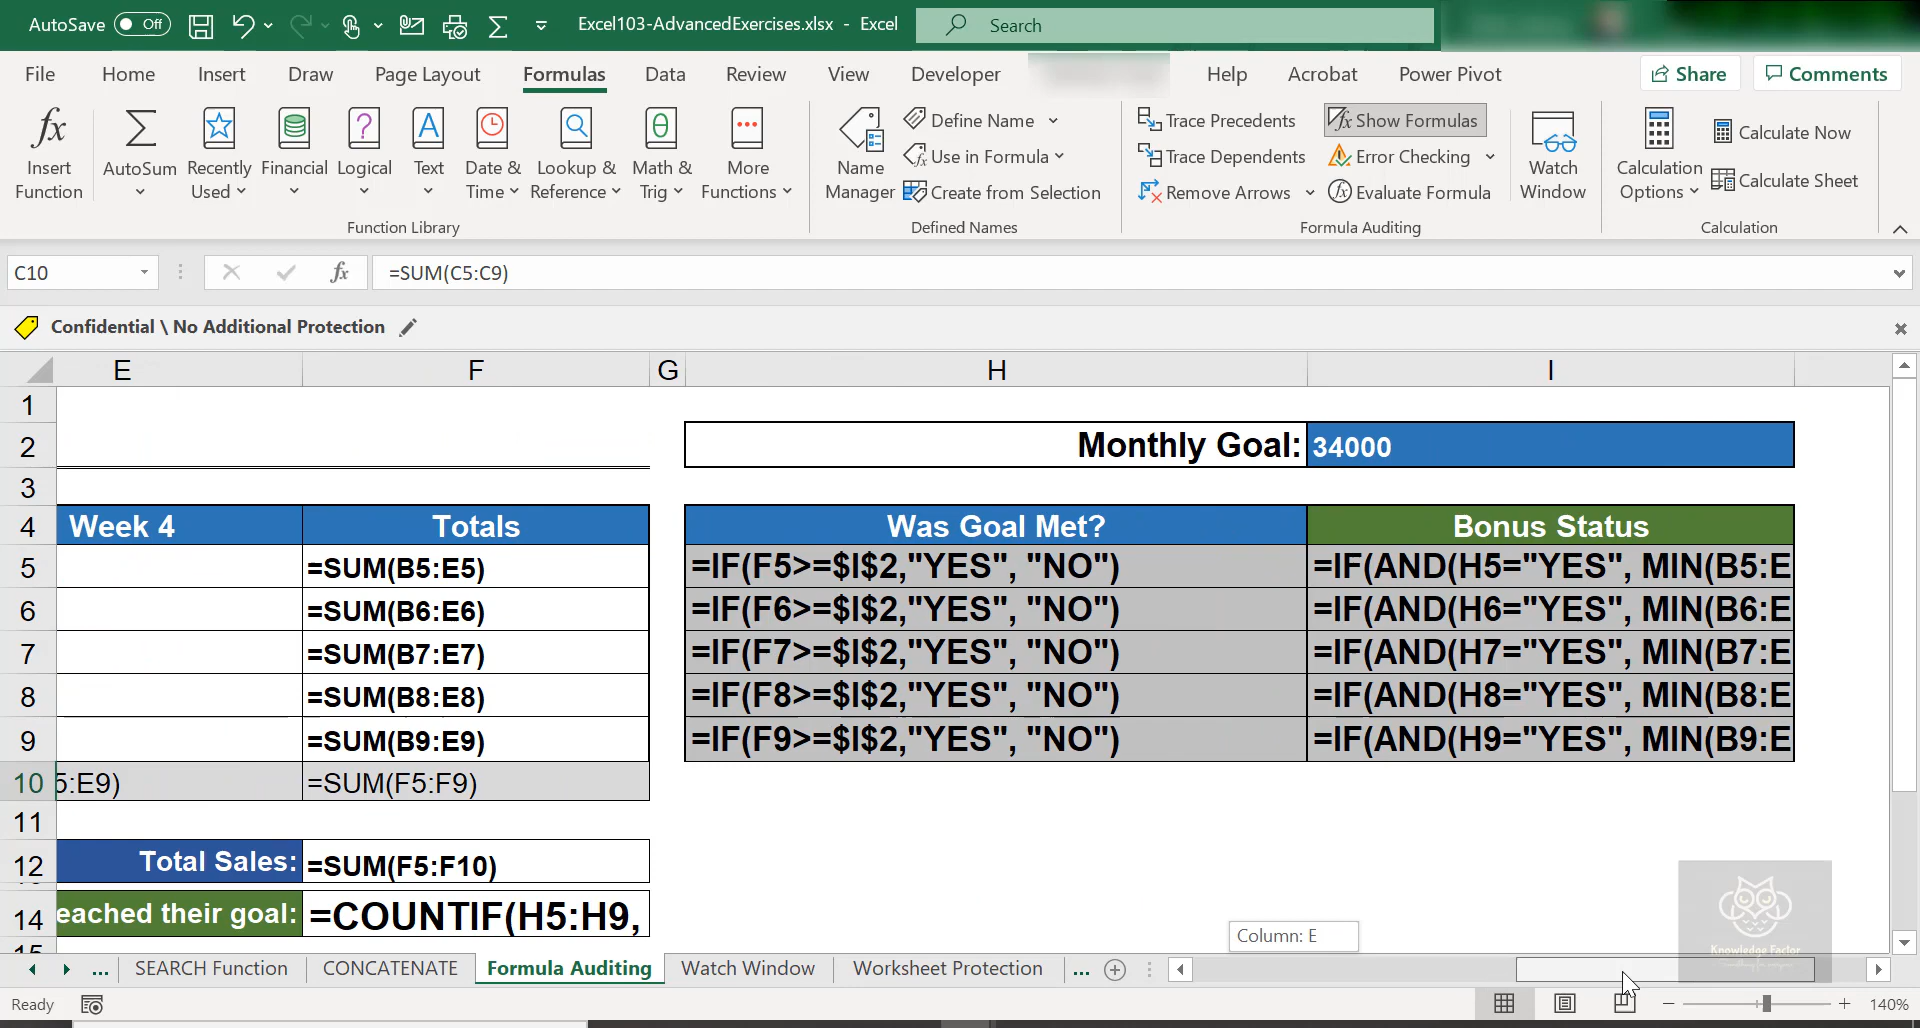 AutoSave Off Excel103-AdvancedExercises.xlsx - Excel Search
File Home Insert Draw Page Layout Formulas Data Review View Developer Help Acrobat Power Pivot Share Comments
Insert Function
AutoSum
Recently Used
Financial
Logical
Text
Date & Time
Lookup & Reference
Math & Trig
More Functions
Function Library
Name Manager
Define Name
Use in Formula
Create from Selection
Defined Names
Trace Precedents
Trace Dependents
Remove Arrows
Show Formulas
Error Checking
Evaluate Formula
Formula Auditing
Watch Window
Calculation Options
Calculate Now
Calculate Sheet
Calculation
C10 fx =SUM(C5:C9)
Confidential \ No Additional Protection
E F G H I
1
2 Monthly Goal: 34000
3
4 Week 4 Totals Was Goal Met? Bonus Status
5 =SUM(B5:E5) =IF(F5>=$I$2,"YES", "NO") =IF(AND(H5="YES", MIN(B5:E
6 =SUM(B6:E6) =IF(F6>=$I$2,"YES", "NO") =IF(AND(H6="YES", MIN(B6:E
7 =SUM(B7:E7) =IF(F7>=$I$2,"YES", "NO") =IF(AND(H7="YES", MIN(B7:E
8 =SUM(B8:E8) =IF(F8>=$I$2,"YES", "NO") =IF(AND(H8="YES", MIN(B8:E
9 =SUM(B9:E9) =IF(F9>=$I$2,"YES", "NO") =IF(AND(H9="YES", MIN(B9:E
10 5:E9) =SUM(F5:F9)
11
12 Total Sales: =SUM(F5:F10)
14 eached their goal: =COUNTIF(H5:H9,
15
Column: E
Knowledge Factor
... SEARCH Function CONCATENATE Formula Auditing Watch Window Worksheet Protection ...
Ready 140%